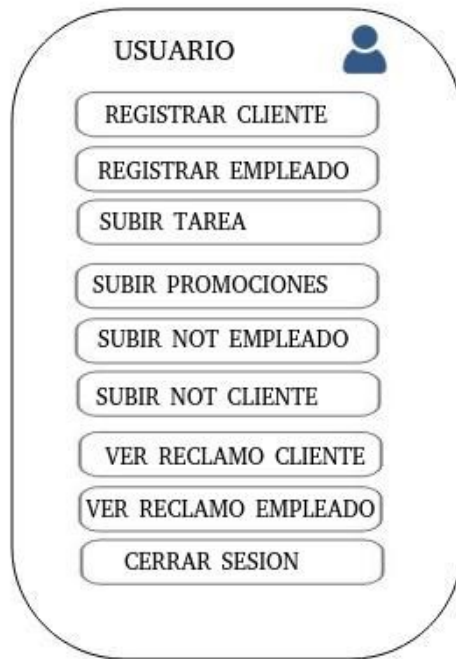 USUARIO
REGISTRAR CLIENTE
REGISTRAR EMPLEADO
SUBIR TAREA
SUBIR PROMOCIONES
SUBIR NOT EMPLEADO
SUBIR NOT CLIENTE
VER RECLAMO CLIENTE
VER RECLAMO EMPLEADO
CERRAR SESION